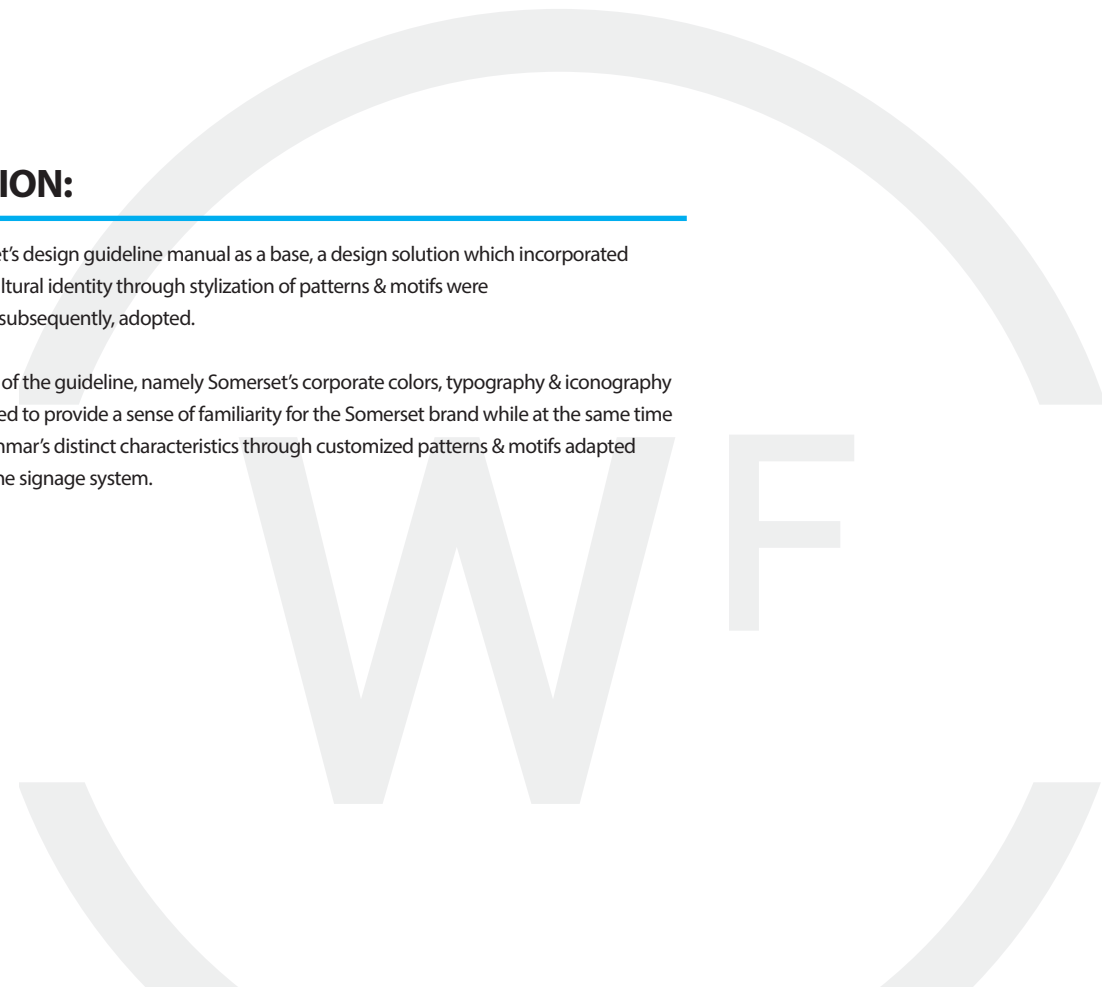 ION:
et’s design guideline manual as a base, a design solution which incorporated
ltural identity through stylization of patterns & motifs were
subsequently, adopted.
of the guideline, namely Somerset’s corporate colors, typography & iconography
ed to provide a sense of familiarity for the Somerset brand while at the same time
nmar’s distinct characteristics through customized patterns & motifs adapted
he signage system.
WF